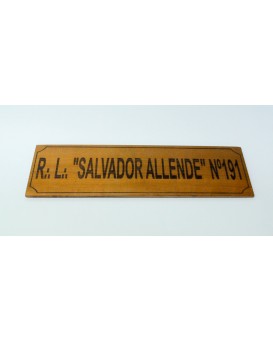 R∴ L∴ "SALVADOR ALLENDE" Nº191